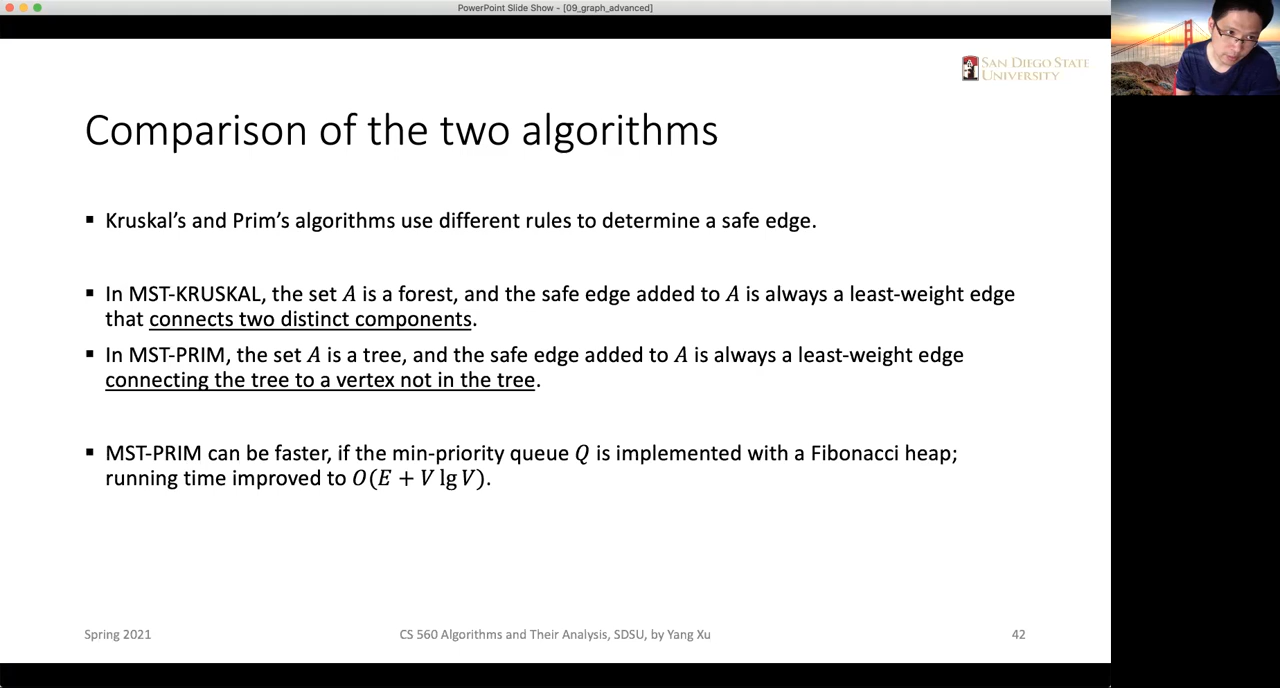 PowerPoint Slide Show - [09_graph_advanced]
SAN DIEGO STATE
UNIVERSITY
Comparison of the two algorithms
▪ Kruskal’s and Prim’s algorithms use different rules to determine a safe edge.
▪ In MST-KRUSKAL, the set A is a forest, and the safe edge added to A is always a least-weight edge
that connects two distinct components.
▪ In MST-PRIM, the set A is a tree, and the safe edge added to A is always a least-weight edge
connecting the tree to a vertex not in the tree.
▪ MST-PRIM can be faster, if the min-priority queue Q is implemented with a Fibonacci heap;
running time improved to O(E + V lg V).
Spring 2021
CS 560 Algorithms and Their Analysis, SDSU, by Yang Xu
42